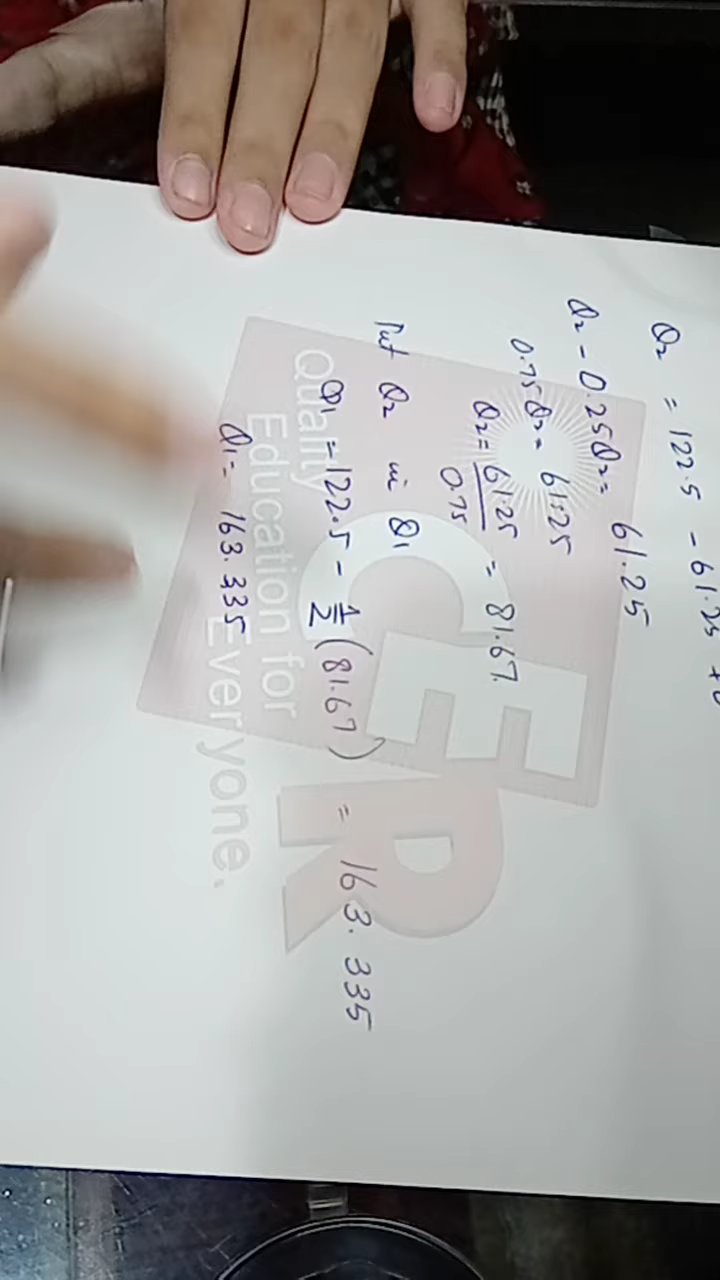 Q₂ = 122.5 - 61.25 +
Q₂ - 0.25Q₂ = 61.25
0.75Q₂ = 61.25
Q₂ = 61.25/0.75 = 81.67.
Put Q₂ in Q₁
Q₁ = 122.5 - 1/2 (81.67) = 163.335
Q₁ = 163.335
CER
Quality
Education for
Everyone.